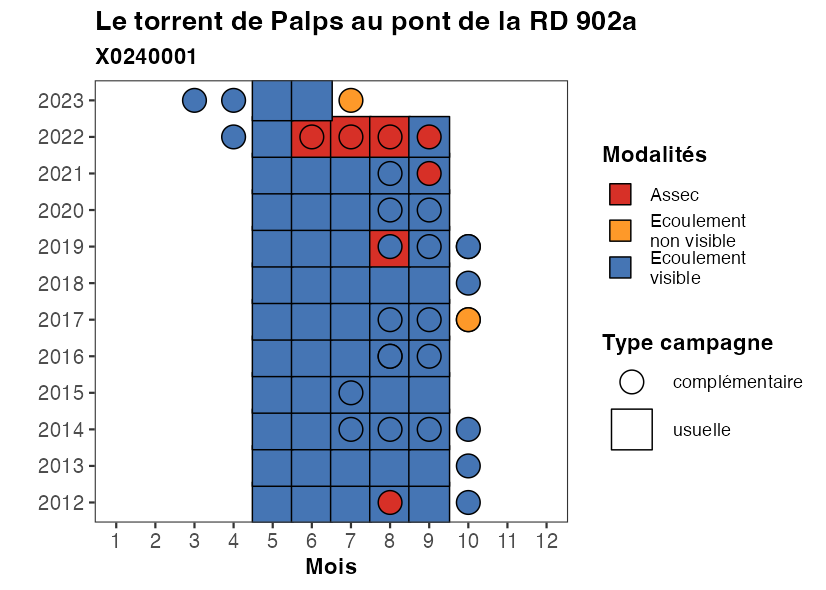 Le torrent de Palps au pont de la RD 902a
X0240001
2023
2022
2021
2020
2019
2018
2017
2016
2015
2014
2013
2012
1 2 3 4 5 6 7 8 9 10 11 12
Mois
Modalités
Assec
Ecoulement
non visible
Ecoulement
visible
Type campagne
complémentaire
usuelle